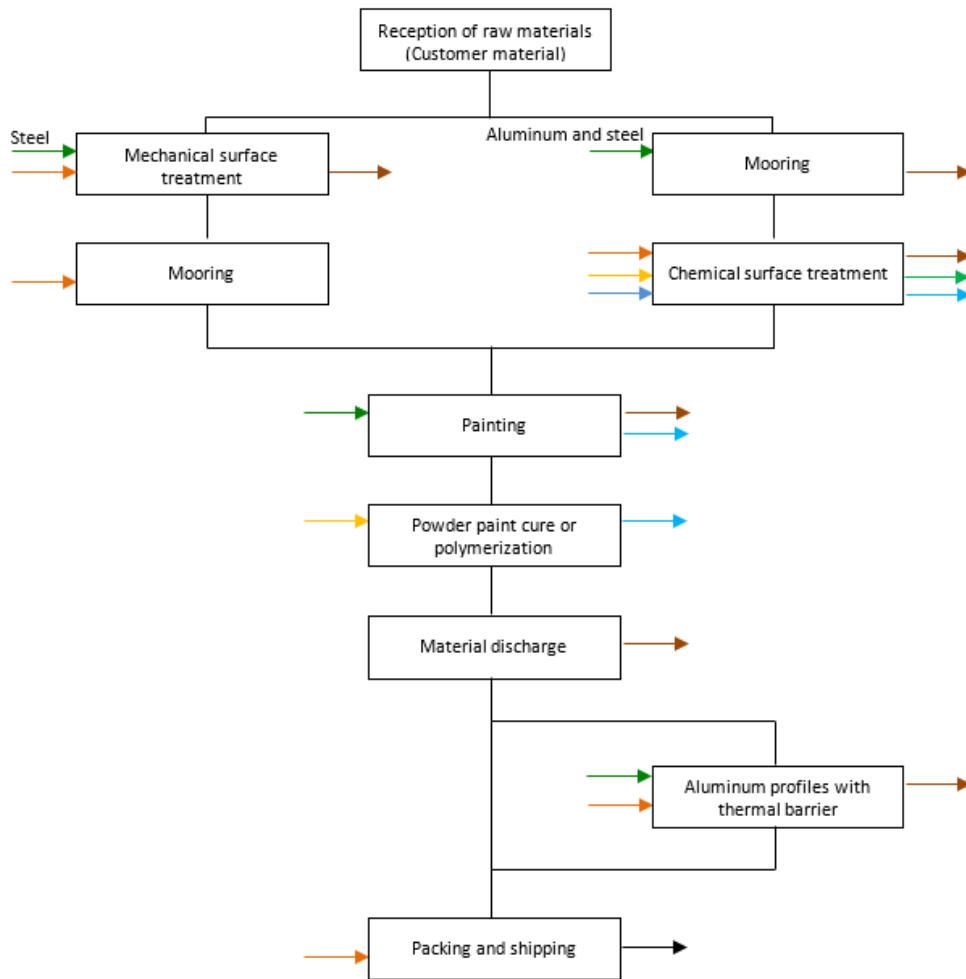 Reception of raw materials
(Customer material)
Steel
Aluminum and steel
Mechanical surface
treatment
Mooring
Mooring
Chemical surface treatment
Painting
Powder paint cure or
polymerization
Material discharge
Aluminum profiles with
thermal barrier
Packing and shipping